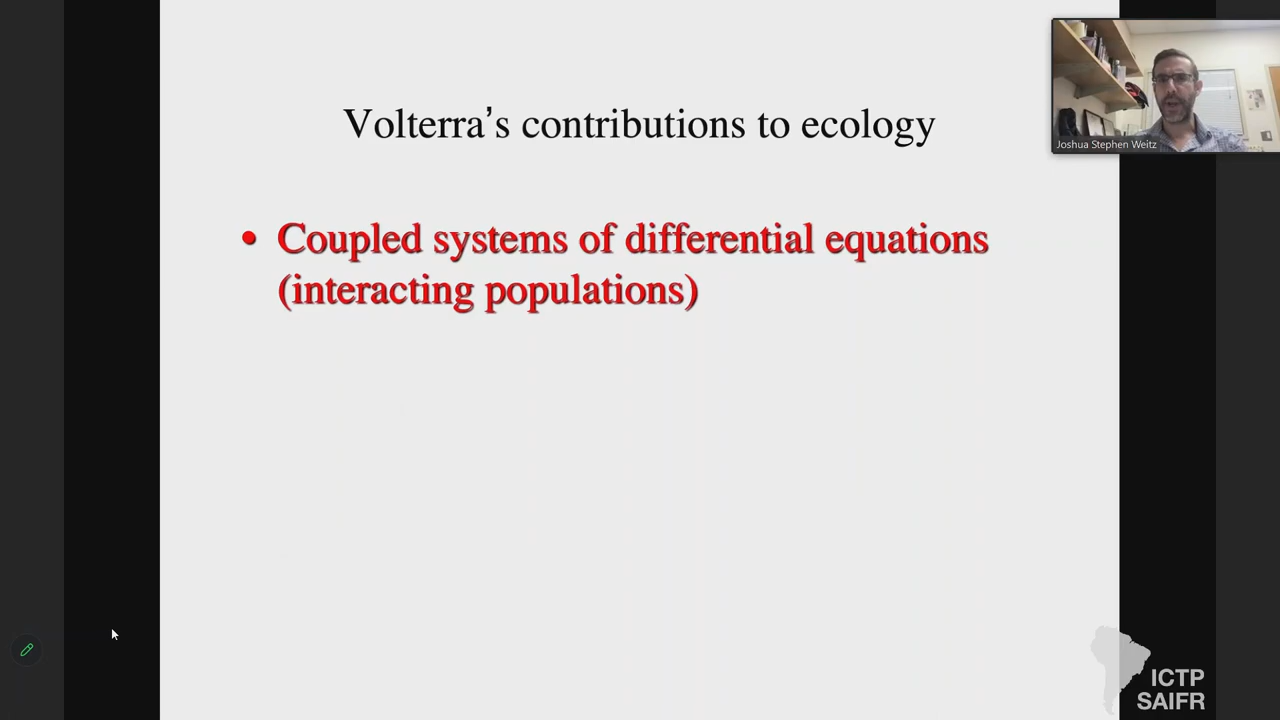 Volterra's contributions to ecology
Joshua Stephen Weitz
• Coupled systems of differential equations
(interacting populations)
ICTP
SAIFR